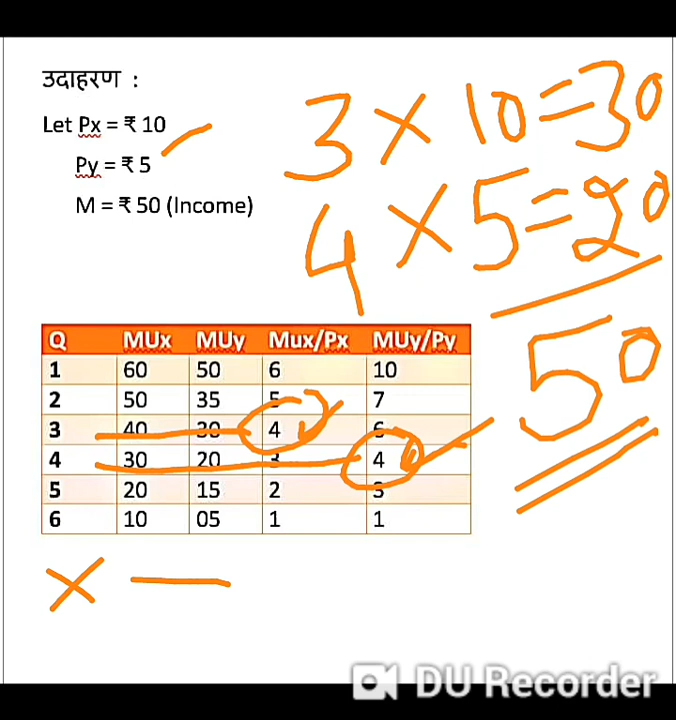 उदाहरण :
Let Px = ₹ 10
Py = ₹ 5
M = ₹ 50 (Income)
3 × 10 = 30
4 × 5 = 20
50
Q MUx MUy Mux/Px MUy/Py
1 60 50 6 10
2 50 35 5 7
3 40 30 4 6
4 30 20 3 4
5 20 15 2 3
6 10 05 1 1
× —
DU Recorder